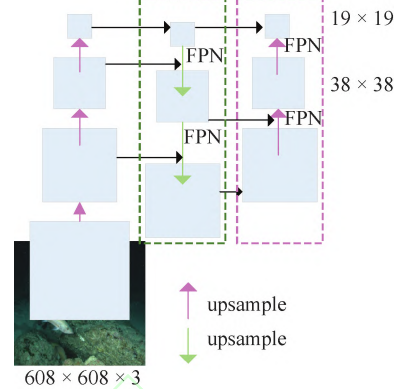 19 × 19
FPN
FPN
38 × 38
FPN
FPN
upsample
upsample
608 × 608 × 3